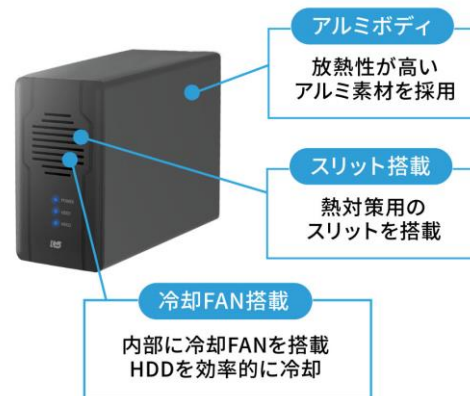 アルミボディ
放熱性が高い
アルミ素材を採用
スリット搭載
熱対策用の
スリットを搭載
POWER
HDD1
HDD2
冷却FAN搭載
内部に冷却FANを搭載
HDDを効率的に冷却